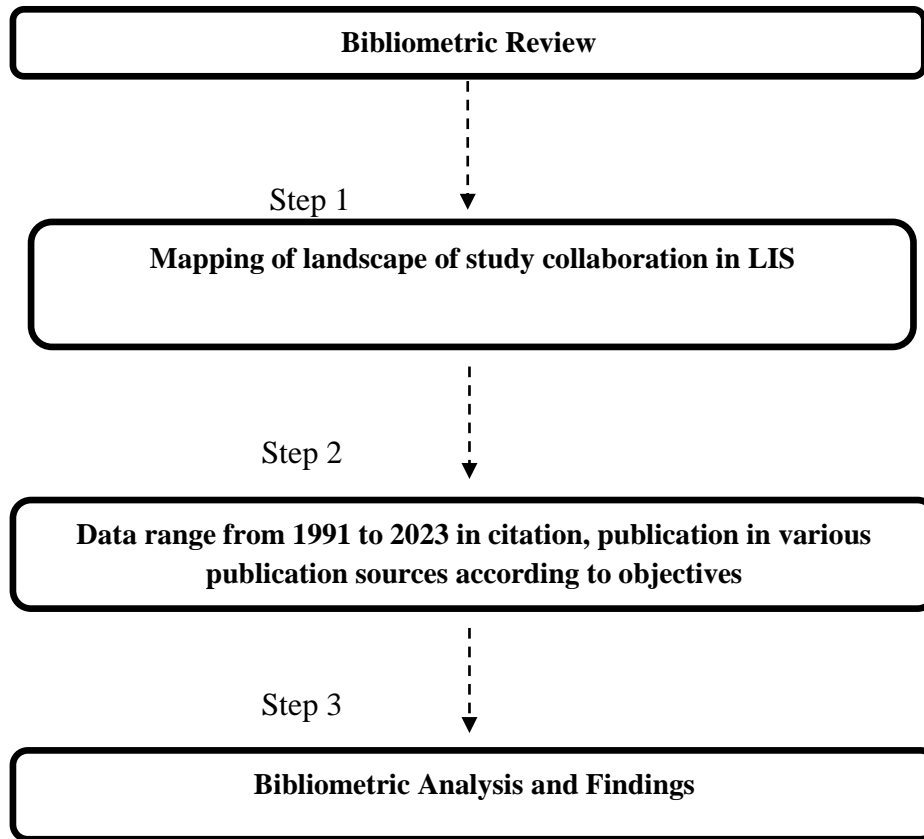 Bibliometric Review
Step 1
Mapping of landscape of study collaboration in LIS
Step 2
Data range from 1991 to 2023 in citation, publication in various
publication sources according to objectives
Step 3
Bibliometric Analysis and Findings